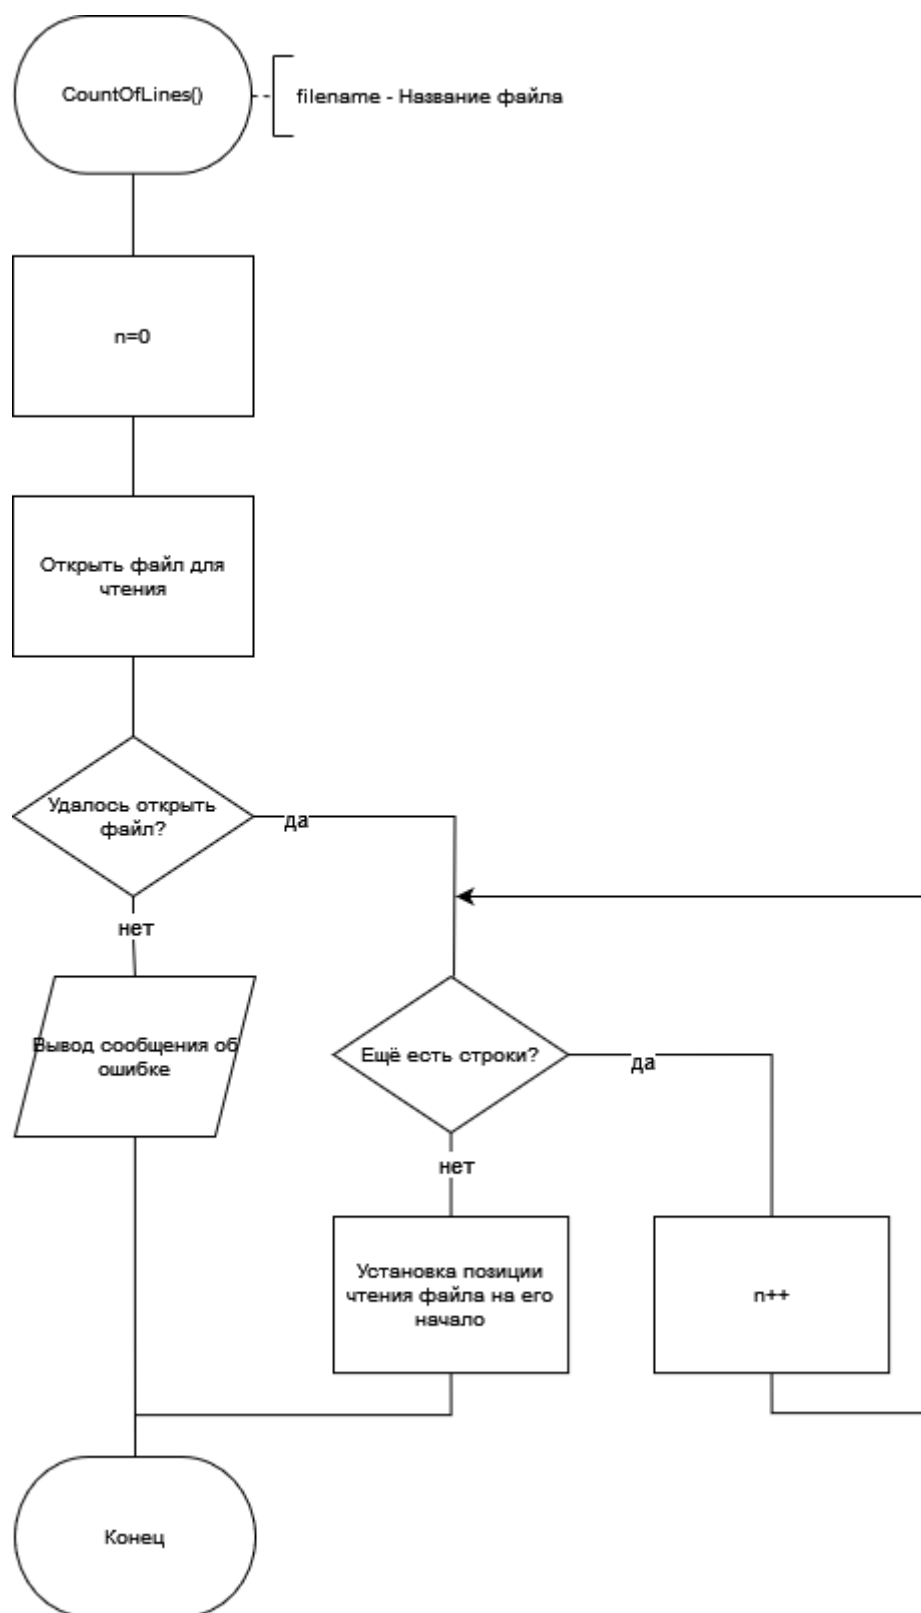 CountOfLines()
filename - Название файла
n=0
Открыть файл для
чтения
Удалось открыть
файл?
да
нет
Вывод сообщения об
ошибке
Ещё есть строки?
да
нет
Установка позиции
чтения файла на его
начало
n++
Конец